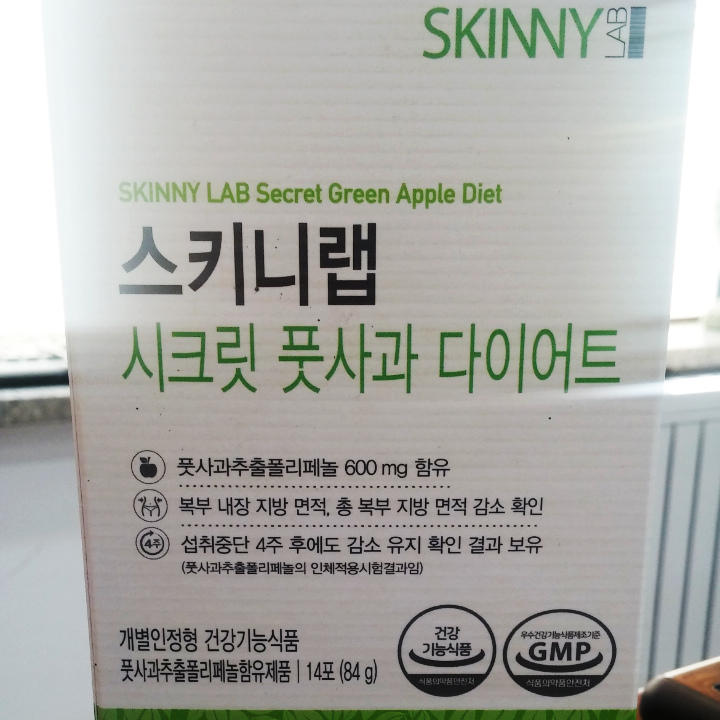 SKINNY LAB
SKINNY LAB Secret Green Apple Diet
스키니랩
시크릿 풋사과 다이어트
풋사과추출폴리페놀 600 mg 함유
복부 내장 지방 면적, 총 복부 지방 면적 감소 확인
4주 섭취중단 4주 후에도 감소 유지 확인 결과 보유
(풋사과추출폴리페놀의 인체적용시험결과임)
개별인정형 건강기능식품
풋사과추출폴리페놀함유제품 | 14포 (84 g)
건강
기능식품
식품의약품안전처
우수건강기능식품제조기준
GMP
식품의약품안전처